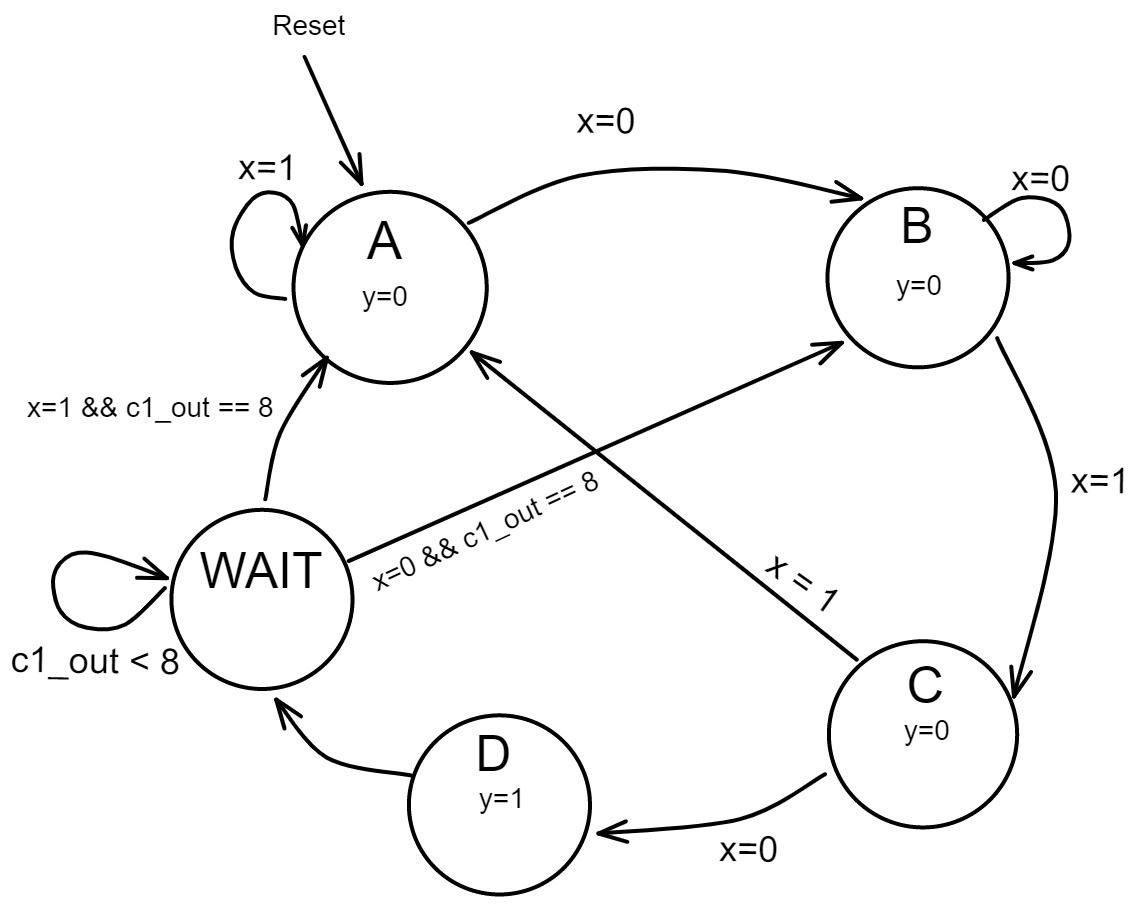 Reset
x=0
x=1
x=0
A
y=0
B
y=0
x=1 && c1_out == 8
x=1
x=0 && c1_out == 8
WAIT
x = 1
c1_out < 8
C
y=0
D
y=1
x=0